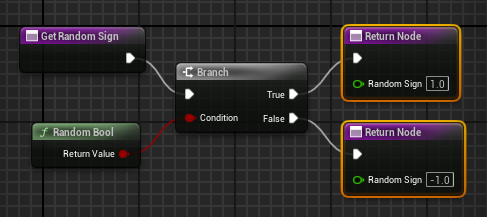 Get Random Sign
Branch
True
Condition
False
f Random Bool
Return Value
Return Node
Random Sign 1.0
Return Node
Random Sign -1.0